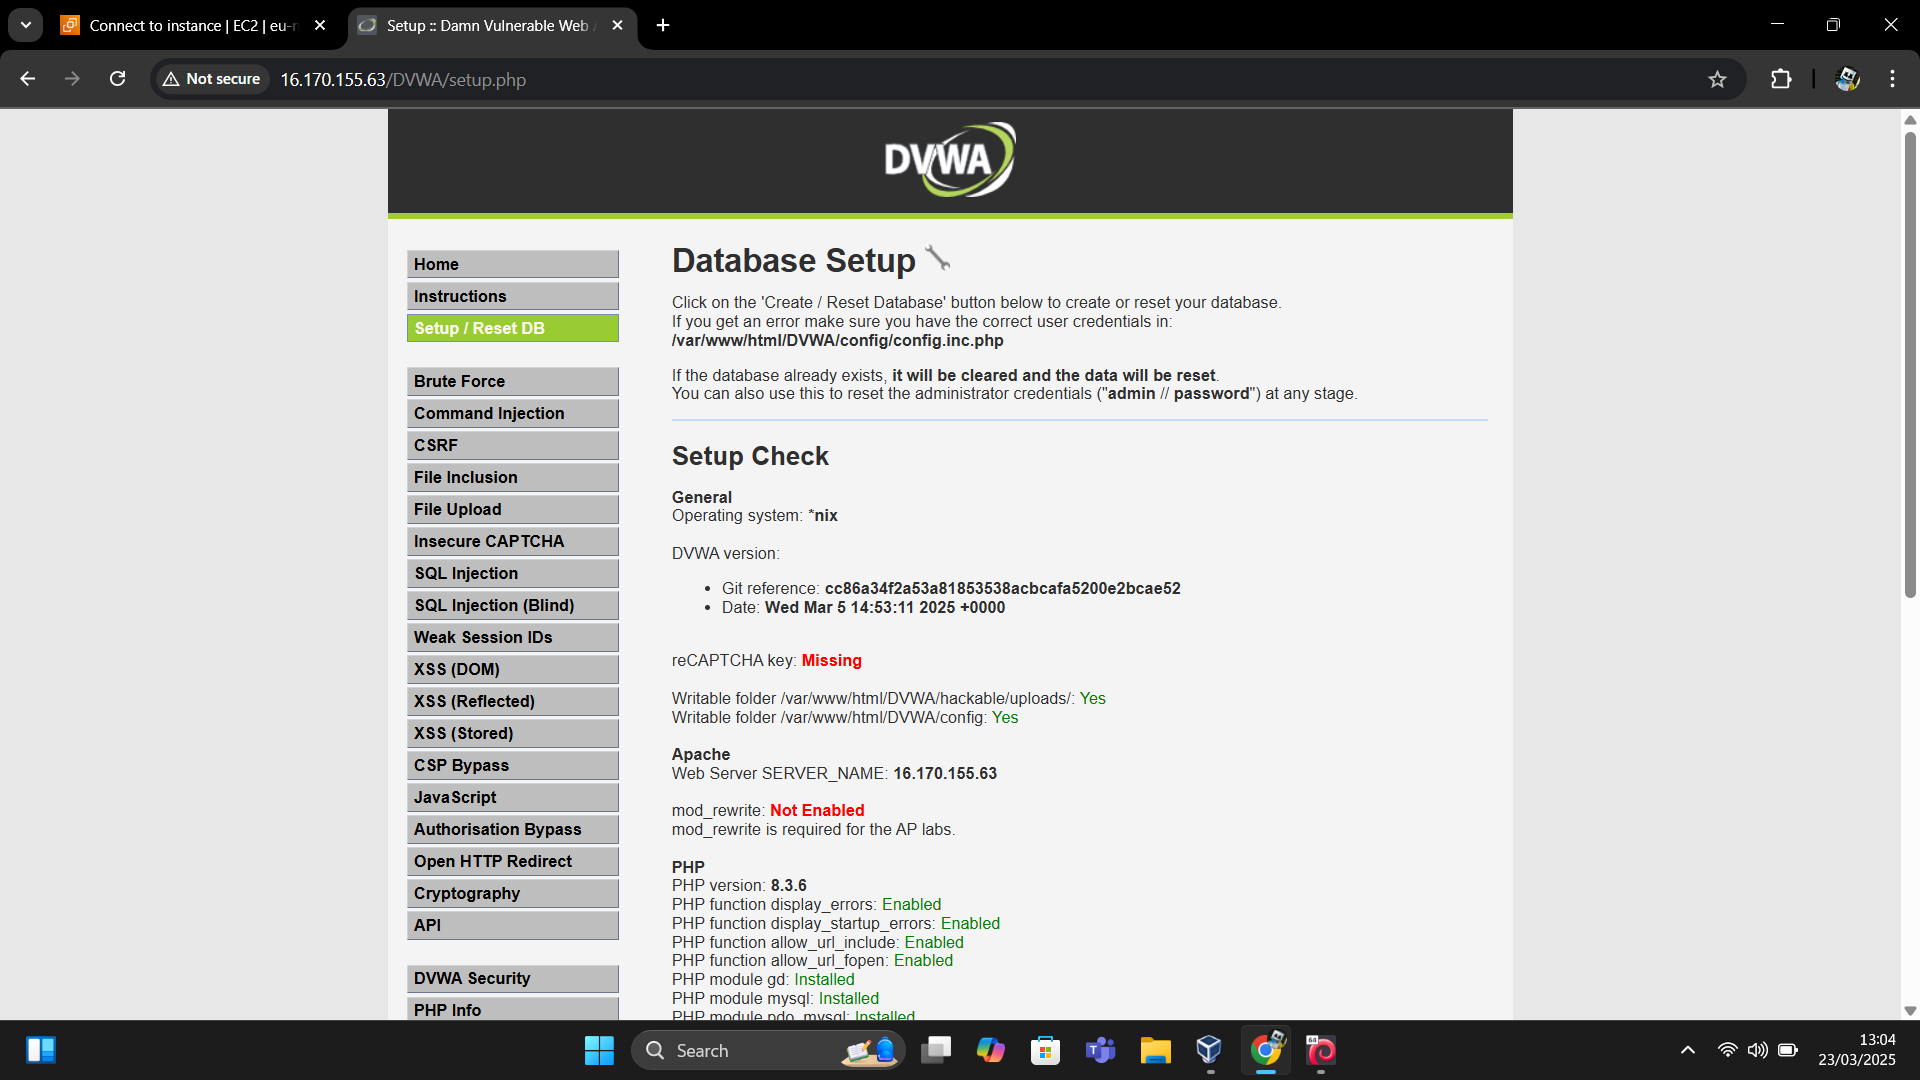 Connect to instance | EC2 | eu-n
Setup :: Damn Vulnerable Web A
Not secure
16.170.155.63/DVWA/setup.php
DVWA
Home
Instructions
Setup / Reset DB
Brute Force
Command Injection
CSRF
File Inclusion
File Upload
Insecure CAPTCHA
SQL Injection
SQL Injection (Blind)
Weak Session IDs
XSS (DOM)
XSS (Reflected)
XSS (Stored)
CSP Bypass
JavaScript
Authorisation Bypass
Open HTTP Redirect
Cryptography
API
DVWA Security
PHP Info
Database Setup
Click on the 'Create / Reset Database' button below to create or reset your database.
If you get an error make sure you have the correct user credentials in:
/var/www/html/DVWA/config/config.inc.php
If the database already exists, it will be cleared and the data will be reset.
You can also use this to reset the administrator credentials ("admin // password") at any stage.
Setup Check
General
Operating system: *nix
DVWA version:
• Git reference: cc86a34f2a53a81853538acbcafa5200e2bcae52
• Date: Wed Mar 5 14:53:11 2025 +0000
reCAPTCHA key: Missing
Writable folder /var/www/html/DVWA/hackable/uploads/: Yes
Writable folder /var/www/html/DVWA/config: Yes
Apache
Web Server SERVER_NAME: 16.170.155.63
mod_rewrite: Not Enabled
mod_rewrite is required for the AP labs.
PHP
PHP version: 8.3.6
PHP function display_errors: Enabled
PHP function display_startup_errors: Enabled
PHP function allow_url_include: Enabled
PHP function allow_url_fopen: Enabled
PHP module gd: Installed
PHP module mysql: Installed
PHP module pdo_mysql: Installed
Search
64
13:04
23/03/2025